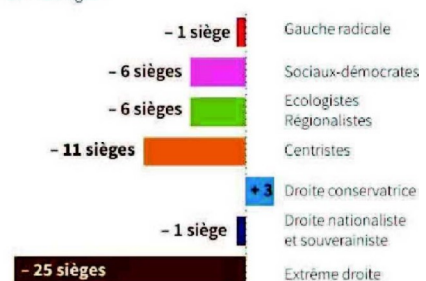 – 1 siège Gauche radicale
– 6 sièges Sociaux-démocrates
– 6 sièges Ecologistes
Régionalistes
– 11 sièges Centristes
+ 3 Droite conservatrice
– 1 siège Droite nationaliste
et souverainiste
– 25 sièges Extrême droite